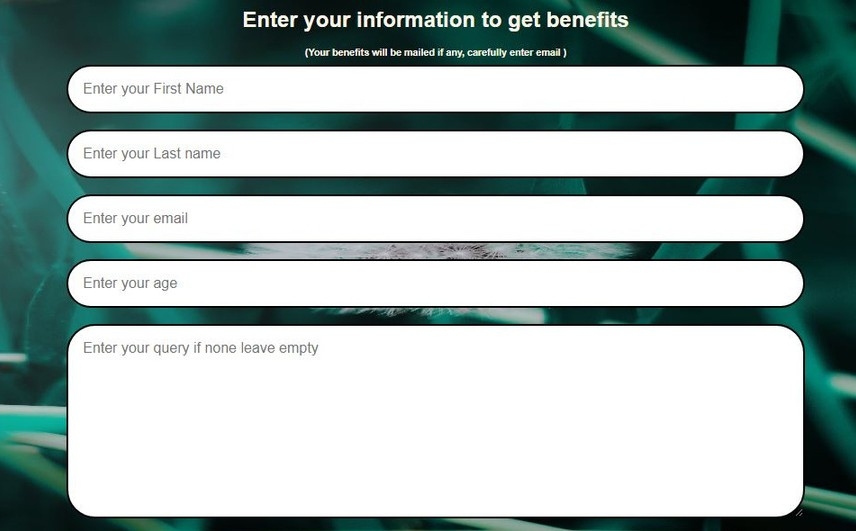 Enter your information to get benefits
(Your benefits will be mailed if any, carefully enter email )
Enter your First Name
Enter your Last name
Enter your email
Enter your age
Enter your query if none leave empty